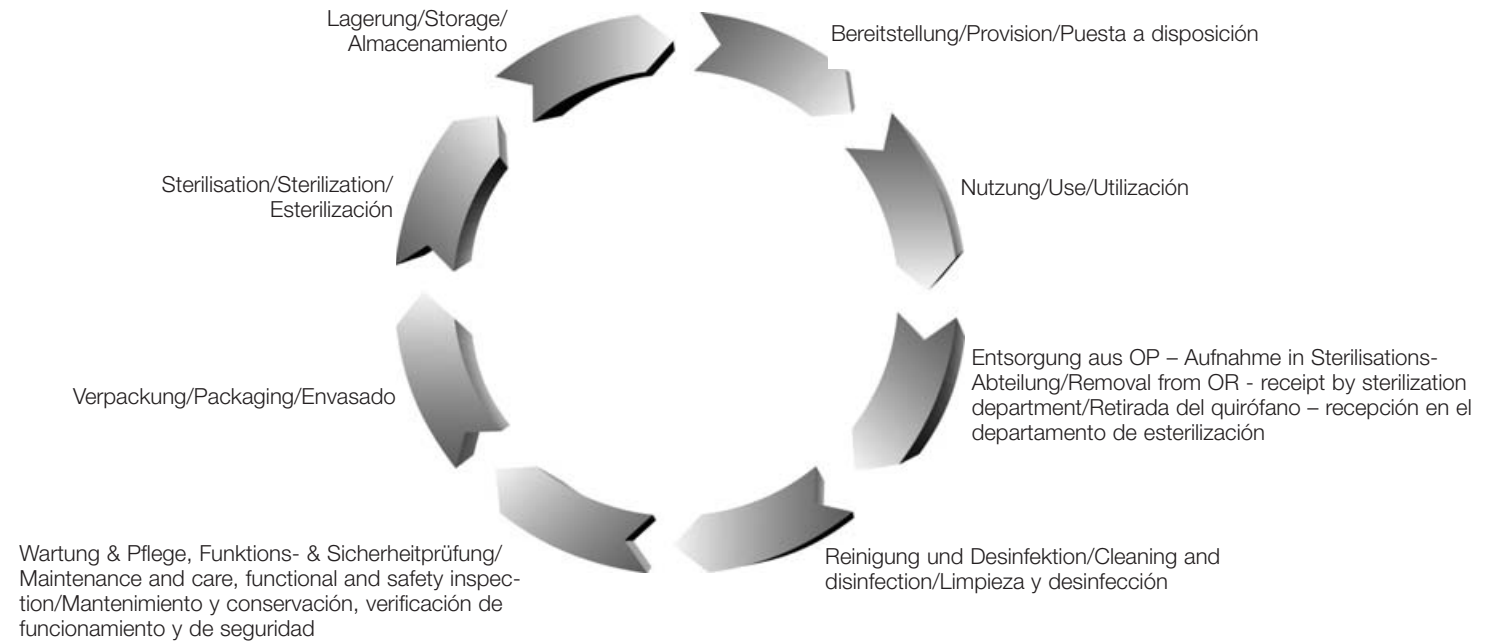 Lagerung/Storage/
Almacenamiento
Bereitstellung/Provision/Puesta a disposición
Sterilisation/Sterilization/
Esterilización
Nutzung/Use/Utilización
Entsorgung aus OP – Aufnahme in Sterilisations-
Abteilung/Removal from OR - receipt by sterilization
department/Retirada del quirófano – recepción en el
departamento de esterilización
Verpackung/Packaging/Envasado
Wartung & Pflege, Funktions- & Sicherheitprüfung/
Maintenance and care, functional and safety inspec-
tion/Mantenimiento y conservación, verificación de
funcionamiento y de seguridad
Reinigung und Desinfektion/Cleaning and
disinfection/Limpieza y desinfección